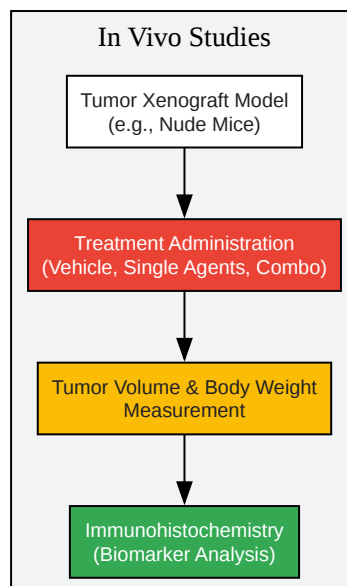 In Vivo Studies
Tumor Xenograft Model
(e.g., Nude Mice)
Treatment Administration
(Vehicle, Single Agents, Combo)
Tumor Volume & Body Weight
Measurement
Immunohistochemistry
(Biomarker Analysis)